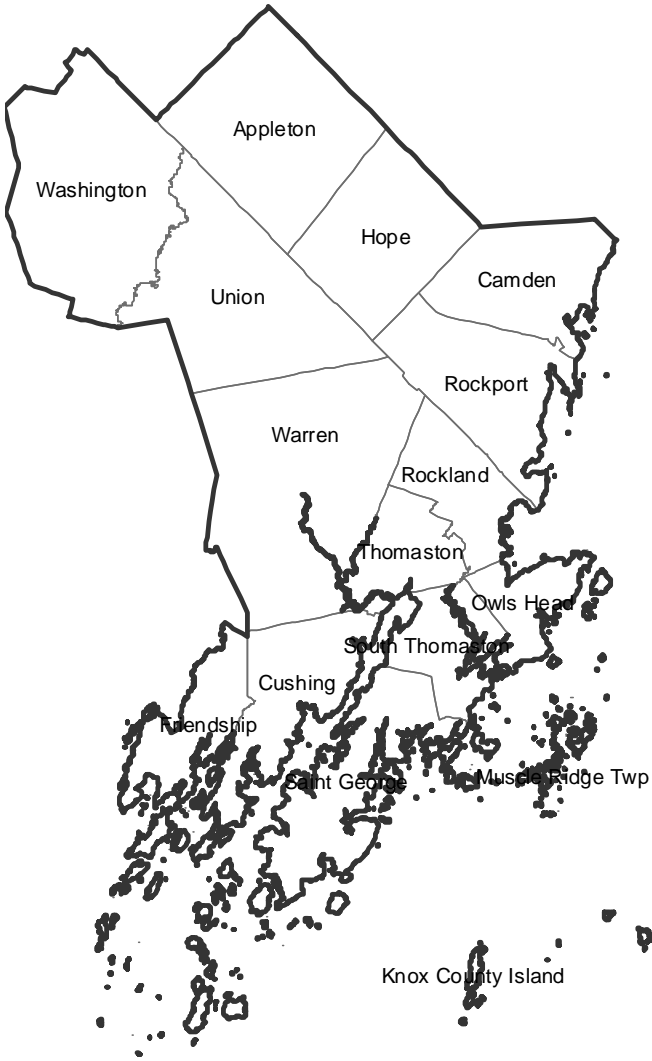 Appleton
Washington
Hope
Camden
Union
Rockport
Warren
Rockland
Thomaston
Owls Head
South Thomaston
Cushing
Friendship
Saint George
Muscle Ridge Twp
Knox County Island